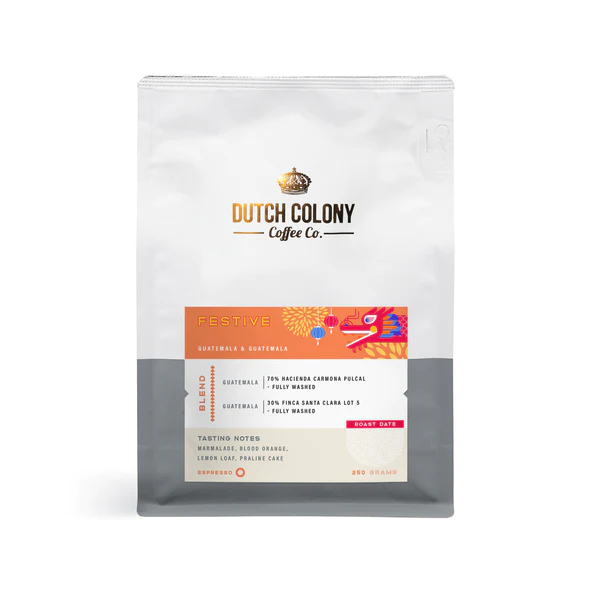 DUTCH COLONY
Coffee Co.
FESTIVE
GUATEMALA & GUATEMALA
BLEND
GUATEMALA
70% HACIENDA CARMONA PULCAL
- FULLY WASHED
GUATEMALA
30% FINCA SANTA CLARA LOT 5
- FULLY WASHED
ROAST DATE
TASTING NOTES
MARMALADE, BLOOD ORANGE,
LEMON LOAF, PRALINE CAKE
ESPRESSO
250 GRAMS